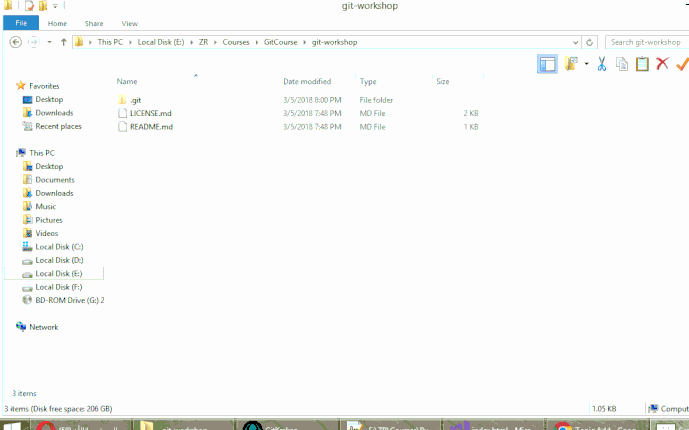 git-workshop
File Home Share View
This PC Local Disk (E:) ZR Courses GitCourse git-workshop Search git-workshop
Name Date modified Type Size
.git 3/5/2018 8:00 PM File folder
LICENSE.md 3/5/2018 7:48 PM MD File 2 KB
README.md 3/5/2018 7:48 PM MD File 1 KB
Favorites
Desktop
Downloads
Recent places
This PC
Desktop
Documents
Downloads
Music
Pictures
Videos
Local Disk (C:)
Local Disk (D:)
Local Disk (E:)
Local Disk (F:)
BD-ROM Drive (G:) 2
Network
3 items
3 items (Disk free space: 206 GB) 1.05 KB Comput
git-workshop GitKraken